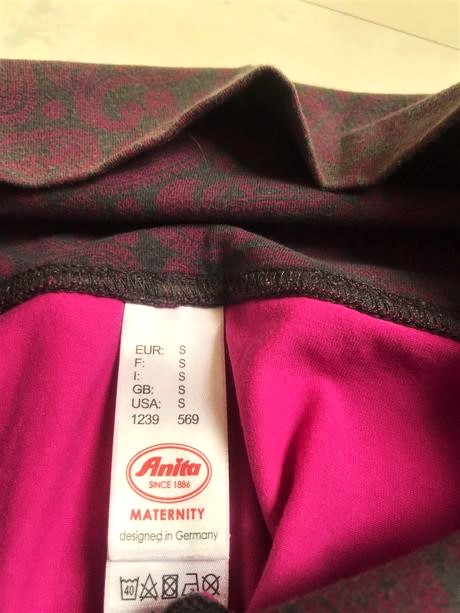 EUR: S
F: S
I: S
GB: S
USA: S
1239 569
Anita
SINCE 1886
MATERNITY
designed in Germany
40